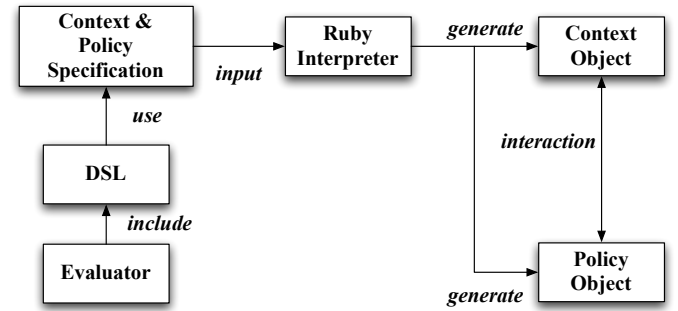 Context &
Policy
Specification
input
Ruby
Interpreter
generate
Context
Object
use
interaction
DSL
include
Evaluator
Policy
Object
generate